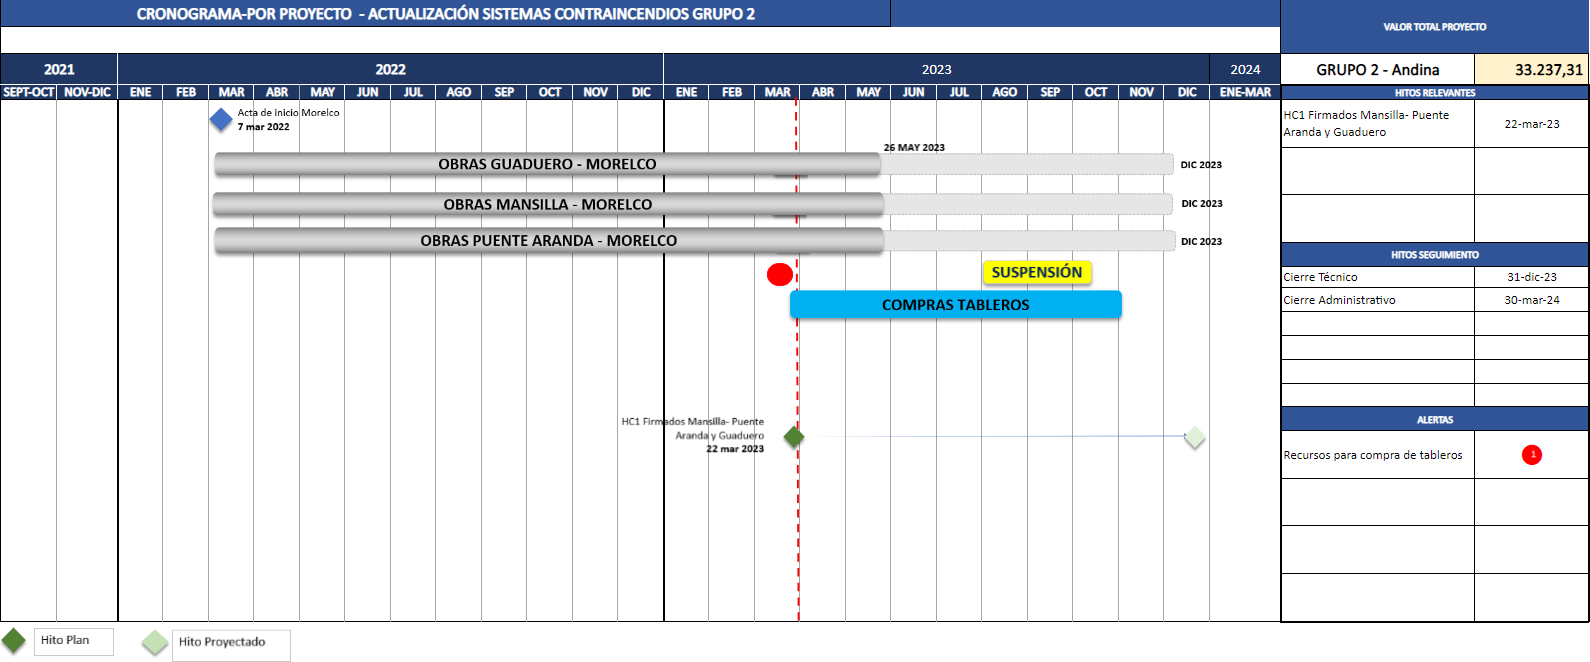 CRONOGRAMA-POR PROYECTO - ACTUALIZACIÓN SISTEMAS CONTRAINCENDIOS GRUPO 2
VALOR TOTAL PROYECTO
2021 2022 2023 2024
GRUPO 2 - Andina 33.237,31
SEPT-OCT NOV-DIC ENE FEB MAR ABR MAY JUN JUL AGO SEP OCT NOV DIC ENE FEB MAR ABR MAY JUN JUL AGO SEP OCT NOV DIC ENE-MAR
HITOS RELEVANTES
Acta de inicio Morelco
7 mar 2022
HC1 Firmados Mansilla- Puente
Aranda y Guaduero
22-mar-23
26 MAY 2023
OBRAS GUADUERO - MORELCO
DIC 2023
OBRAS MANSILLA - MORELCO
DIC 2023
OBRAS PUENTE ARANDA - MORELCO
DIC 2023
HITOS SEGUIMIENTO
SUSPENSIÓN
Cierre Técnico 31-dic-23
COMPRAS TABLEROS
Cierre Administrativo 30-mar-24
HC1 Firmados Mansilla- Puente
Aranda y Guaduero
22 mar 2023
ALERTAS
Recursos para compra de tableros 1
Hito Plan
Hito Proyectado